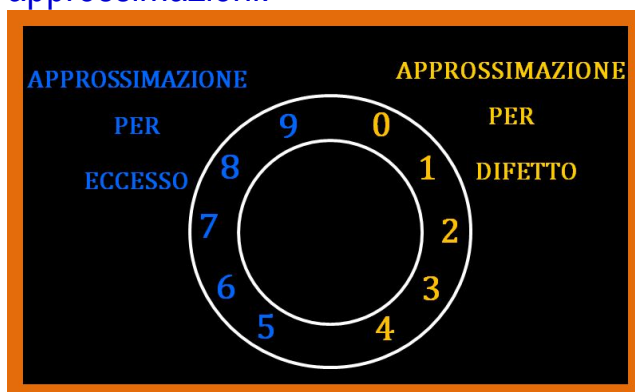 APPROSSIMAZIONE
PER
ECCESSO
APPROSSIMAZIONE
PER
DIFETTO
9 0
8 1
7 2
6 3
5 4